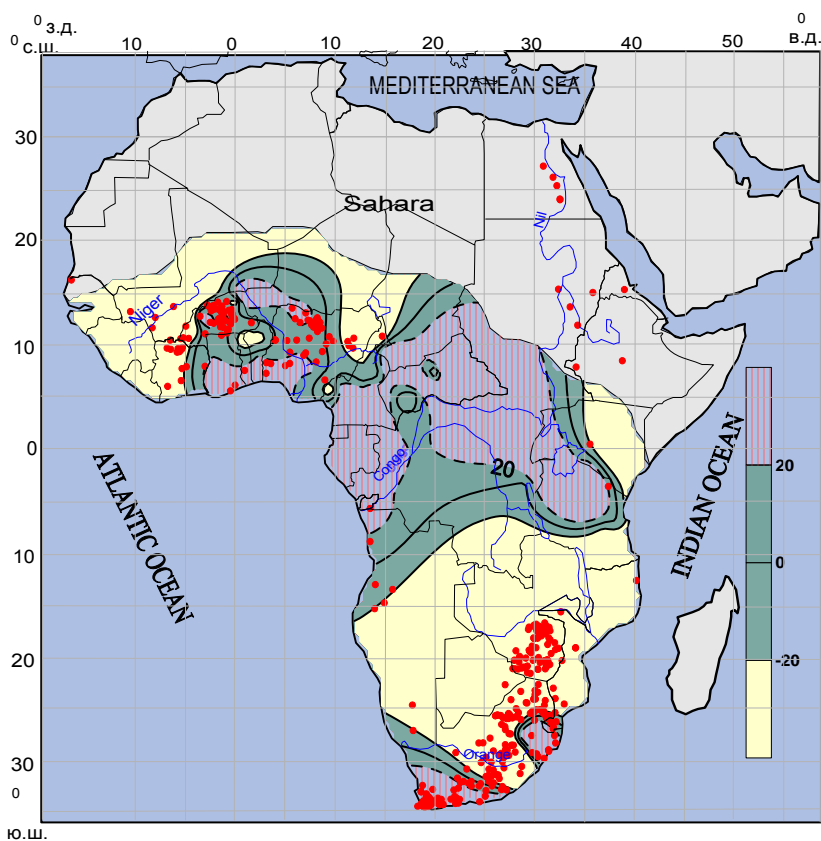 0 з.д.
0
0 с.ш.
10 0 10 20 30 40 50 в.д.
MEDITERRANEAN SEA
30
Sahara
Nil
20
Niger
10
0
0
Congo
20
ATLANTIC OCEAN
INDIAN OCEAN
20
0
-20
10
20
30
Orange
0
ю.ш.